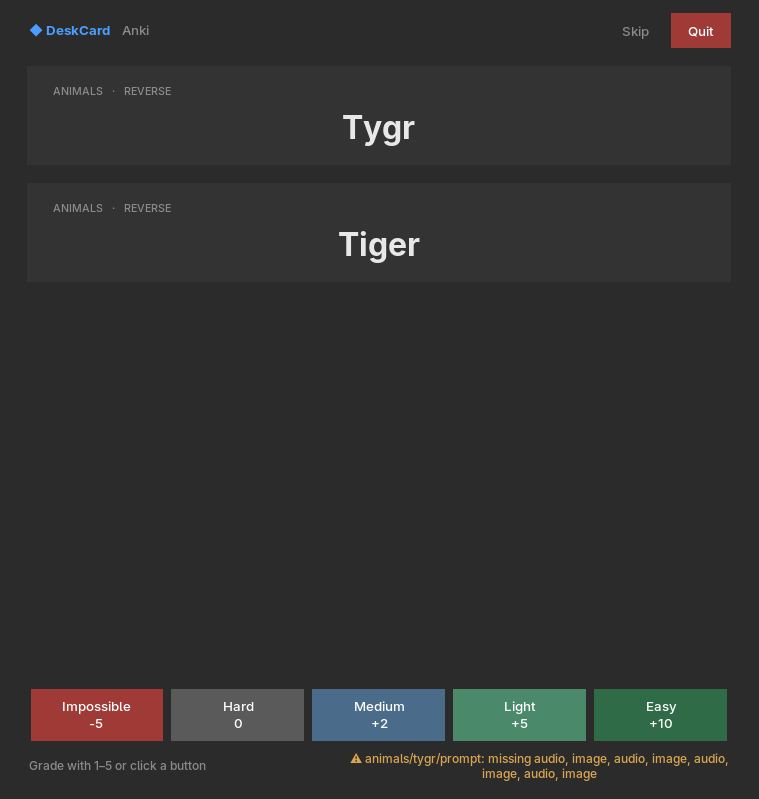 ◆ DeskCard Anki Skip Quit
ANIMALS · REVERSE
Tygr
ANIMALS · REVERSE
Tiger
Impossible Hard Medium Light Easy
-5 0 +2 +5 +10
Grade with 1–5 or click a button
⚠ animals/tygr/prompt: missing audio, image, audio, image, audio,
image, audio, image